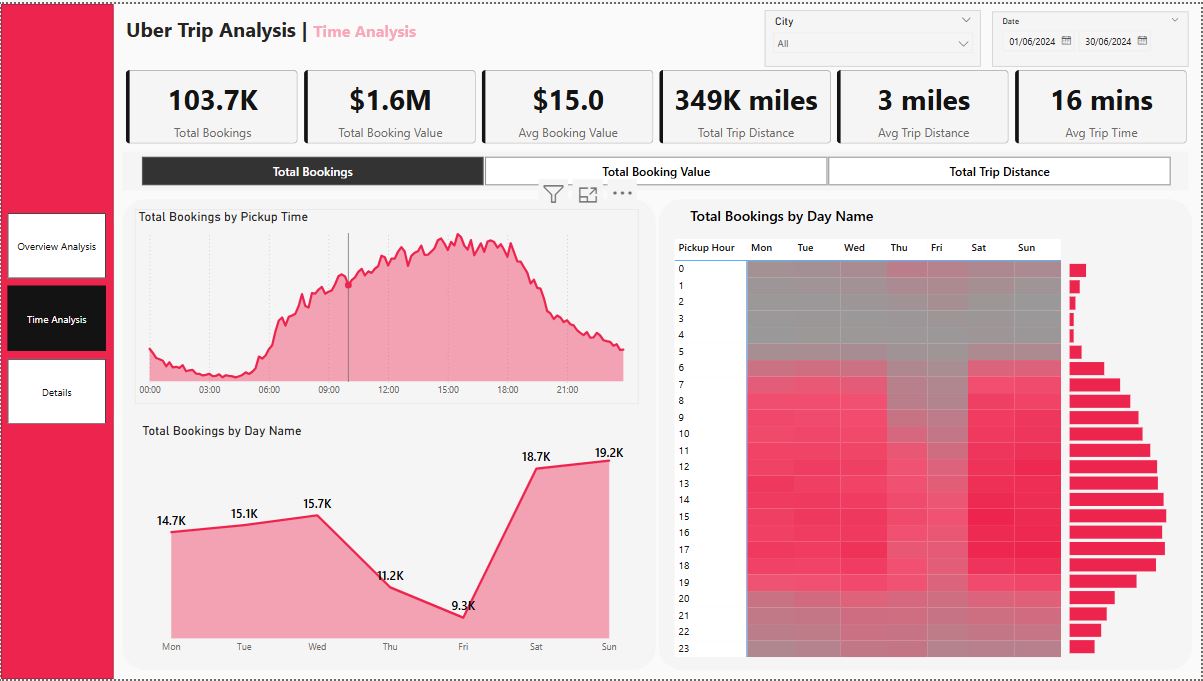 Uber Trip Analysis | Time Analysis
City
All
Date
01/06/2024 30/06/2024
103.7K
Total Bookings
$1.6M
Total Booking Value
$15.0
Avg Booking Value
349K miles
Total Trip Distance
3 miles
Avg Trip Distance
16 mins
Avg Trip Time
Total Bookings
Total Booking Value
Total Trip Distance
Overview Analysis
Time Analysis
Details
Total Bookings by Pickup Time
00:00 03:00 06:00 09:00 12:00 15:00 18:00 21:00
Total Bookings by Day Name
14.7K 15.1K 15.7K 11.2K 9.3K 18.7K 19.2K
Mon Tue Wed Thu Fri Sat Sun
Total Bookings by Day Name
Pickup Hour Mon Tue Wed Thu Fri Sat Sun
0
1
2
3
4
5
6
7
8
9
10
11
12
13
14
15
16
17
18
19
20
21
22
23